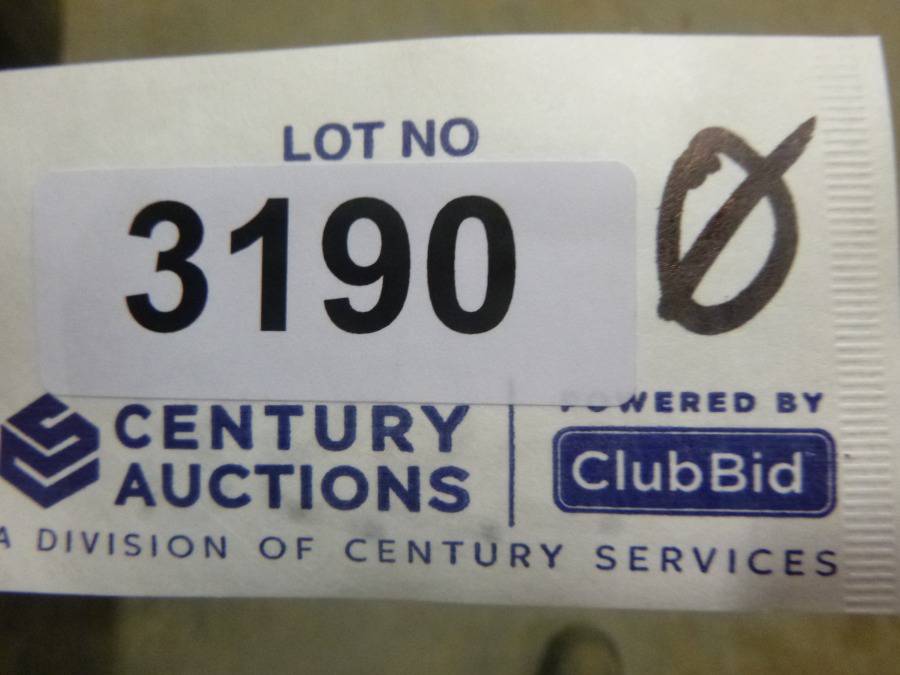 LOT NO
3190
Ø
CENTURY
AUCTIONS
POWERED BY
ClubBid
A DIVISION OF CENTURY SERVICES